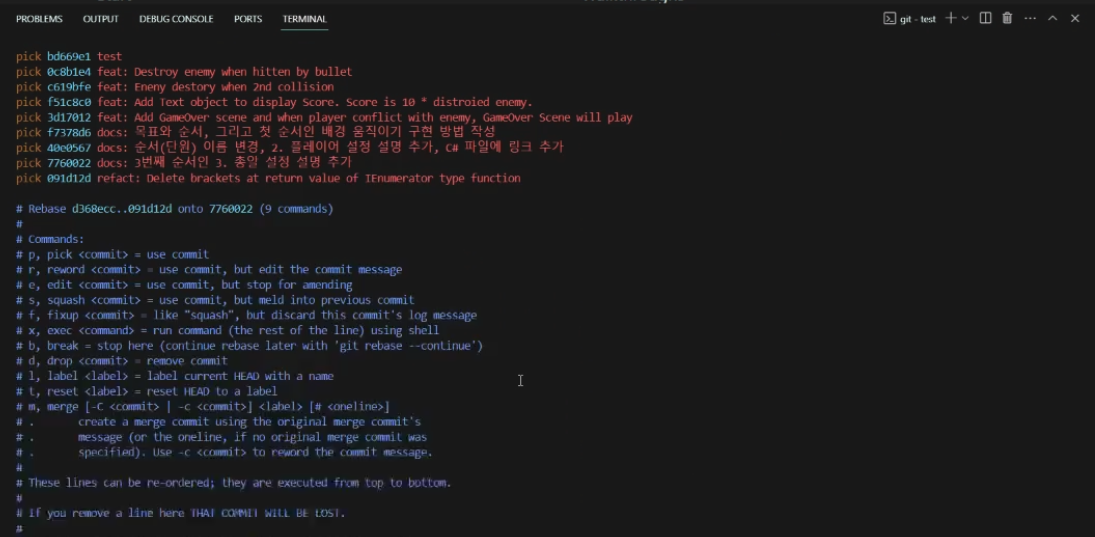 PROBLEMS OUTPUT DEBUG CONSOLE PORTS TERMINAL git - test
pick bd669e1 test
pick 0c8b1e4 feat: Destroy enemy when hitten by bullet
pick c619bfe feat: Eneny destory when 2nd collision
pick f51c8c0 feat: Add Text object to display Score. Score is 10 * distroied enemy.
pick 3d17012 feat: Add GameOver scene and when player conflict with enemy, GameOver Scene will play
pick f7378d6 docs: 목표와 순서, 그리고 첫 순서인 배경 움직이기 구현 방법 작성
pick 40e0567 docs: 순서(단원) 이름 변경, 2. 플레이어 설정 설명 추가, C# 파일에 링크 추가
pick 7760022 docs: 3번째 순서인 3. 총알 설정 설명 추가
pick 091d12d refact: Delete brackets at return value of IEnumerator type function
# Rebase d368ecc..091d12d onto 7760022 (9 commands)
#
# Commands:
# p, pick <commit> = use commit
# r, reword <commit> = use commit, but edit the commit message
# e, edit <commit> = use commit, but stop for amending
# s, squash <commit> = use commit, but meld into previous commit
# f, fixup <commit> = like "squash", but discard this commit's log message
# x, exec <command> = run command (the rest of the line) using shell
# b, break = stop here (continue rebase later with 'git rebase --continue')
# d, drop <commit> = remove commit
# l, label <label> = label current HEAD with a name
# t, reset <label> = reset HEAD to a label
# m, merge [-C <commit> | -c <commit>] <label> [# <oneline>]
# . create a merge commit using the original merge commit's
# . message (or the oneline, if no original merge commit was
# . specified). Use -c <commit> to reword the commit message.
#
# These lines can be re-ordered; they are executed from top to bottom.
#
# If you remove a line here THAT COMMIT WILL BE LOST.
#